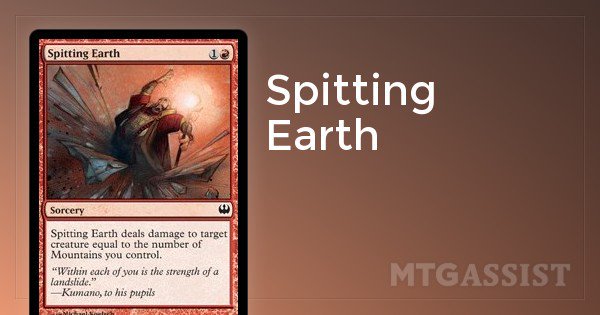 Spitting Earth 1
Spitting
Earth
Sorcery
Spitting Earth deals damage to target
creature equal to the number of
Mountains you control.
"Within each of you is the strength of a
landslide."
—Kumano, to his pupils
MTGASSIST